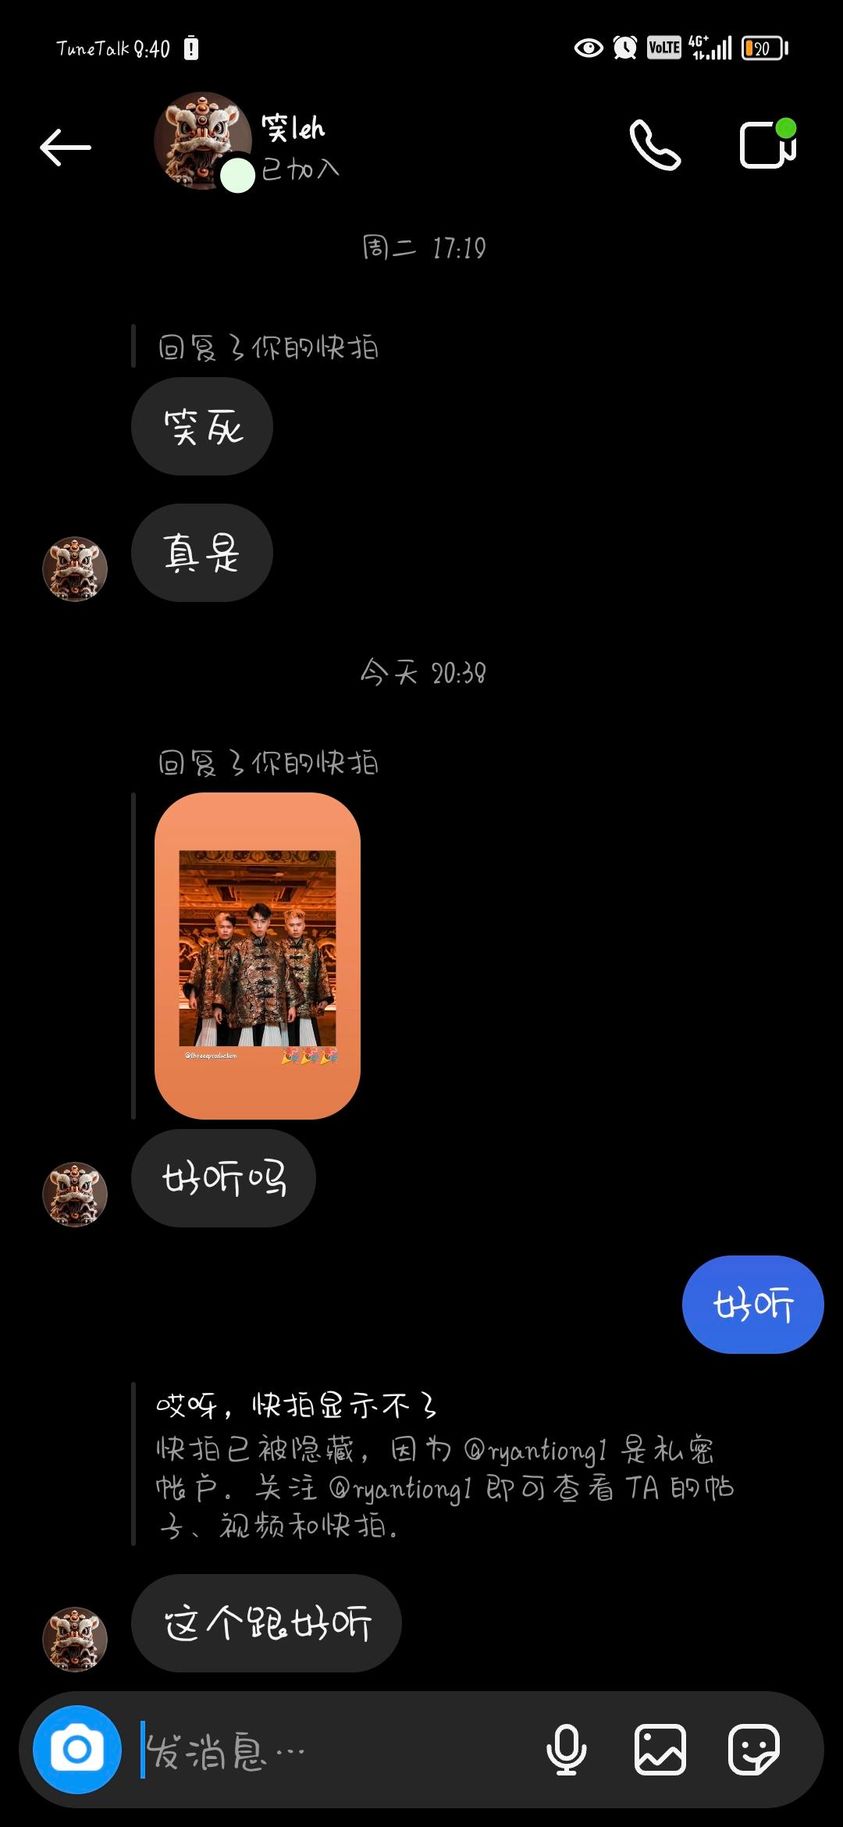 TuneTalk 8:40
VoLTE 4G+ 20
笑leh
已加入
周二 17:19
回复了你的快拍
笑死
真是
今天 20:38
回复了你的快拍
好听吗
好听
哎呀，快拍显示不了
快拍已被隐藏，因为 @ryantiong1 是私密
帐户。关注 @ryantiong1 即可查看 TA 的帖
子、视频和快拍。
这个跟好听
发消息…